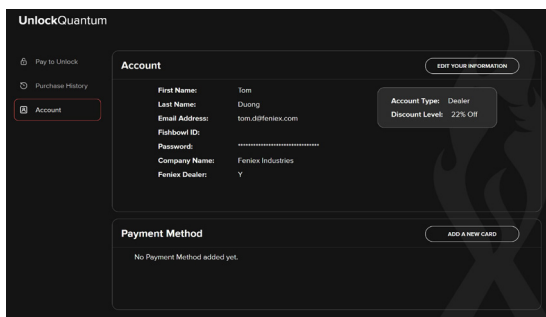 UnlockQuantum
Pay to Unlock
Purchase History
Account
Account
EDIT YOUR INFORMATION
First Name: Tom
Last Name: Duong
Email Address: tom.d@feniex.com
Fishbowl ID:
Password: ********************************
Company Name: Feniex Industries
Feniex Dealer: Y
Account Type: Dealer
Discount Level: 22% Off
Payment Method
ADD A NEW CARD
No Payment Method added yet.